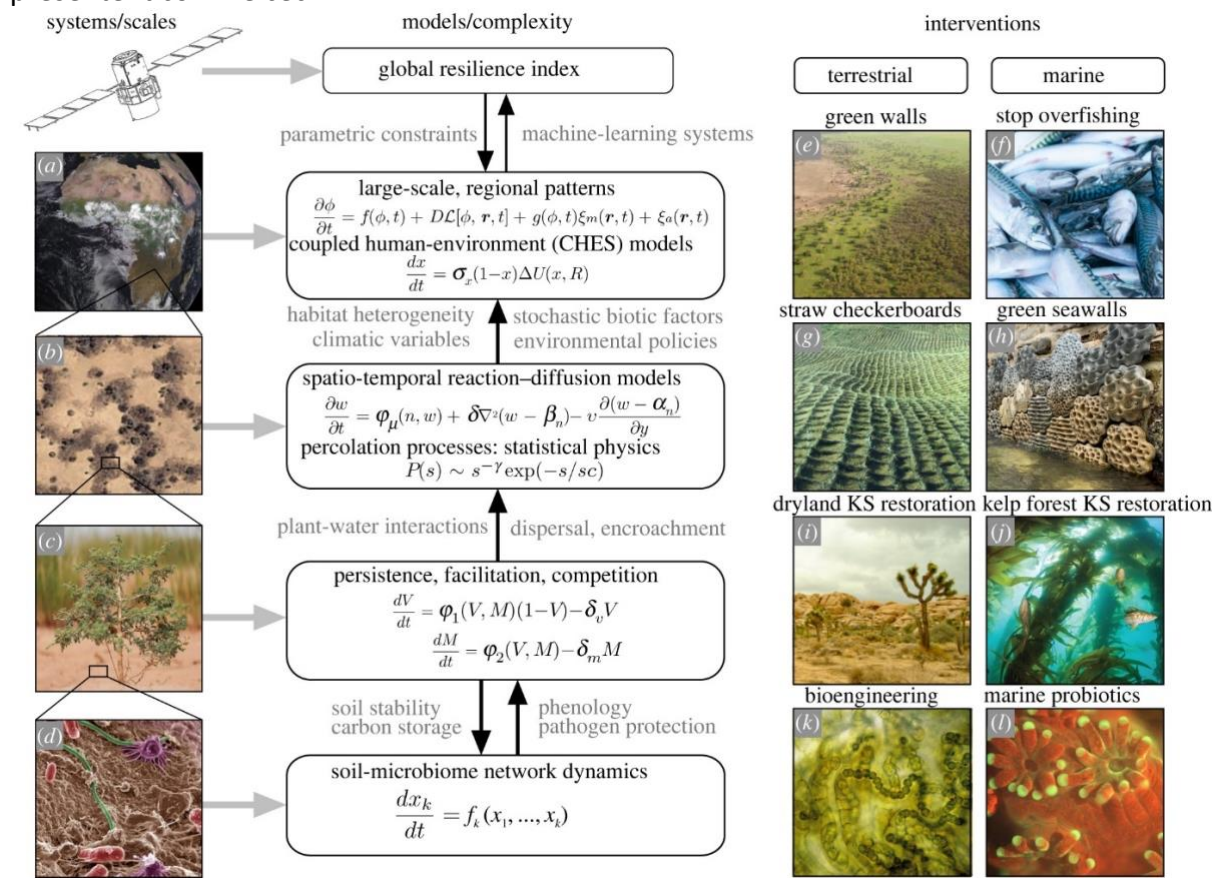 systems/scales
models/complexity
interventions
global resilience index
terrestrial
marine
parametric constraints
machine-learning systems
green walls
stop overfishing
(a)
large-scale, regional patterns
∂ϕ/∂t = f(ϕ, t) + Dℒ[ϕ, r, t] + g(ϕ, t)ξm(r, t) + ξa(r, t)
coupled human-environment (CHES) models
dx/dt = σx(1−x)ΔU(x, R)
(e)
(f)
habitat heterogeneity
climatic variables
stochastic biotic factors
environmental policies
straw checkerboards
green seawalls
(b)
spatio-temporal reaction–diffusion models
∂w/∂t = φμ(n, w) + δ∇²(w − βn) − υ ∂(w − αn)/∂y
percolation processes: statistical physics
P(s) ∼ s^−γ exp(−s/sc)
(g)
(h)
plant-water interactions
dispersal, encroachment
dryland KS restoration
kelp forest KS restoration
(c)
persistence, facilitation, competition
dV/dt = φ1(V, M)(1−V)−δvV
dM/dt = φ2(V, M)−δmM
(i)
(j)
soil stability
carbon storage
phenology
pathogen protection
bioengineering
marine probiotics
(d)
soil-microbiome network dynamics
dxk/dt = fk(x1, ..., xk)
(k)
(l)